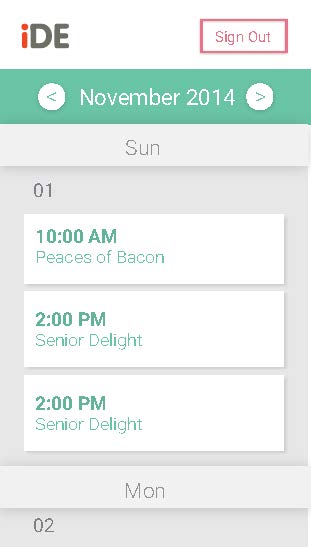 iDE
Sign Out
< November 2014 >
Sun
01
10:00 AM
Peaces of Bacon
2:00 PM
Senior Delight
2:00 PM
Senior Delight
Mon
02